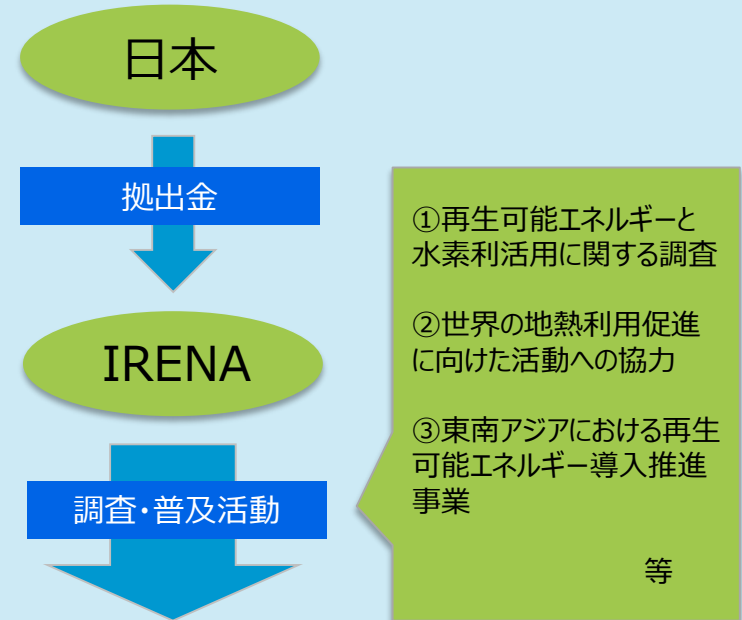 日本
拠出金
IRENA
調査・普及活動
①再生可能エネルギーと
水素利活用に関する調査
②世界の地熱利用促進
に向けた活動への協力
③東南アジアにおける再生
可能エネルギー導入推進
事業
等